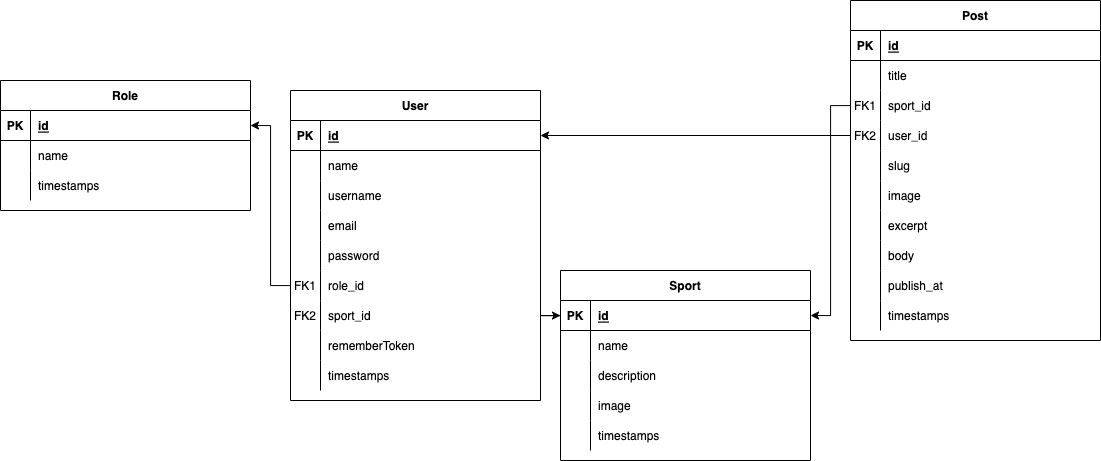 Role
PK id
name
timestamps
User
PK id
name
username
email
password
FK1 role_id
FK2 sport_id
rememberToken
timestamps
Sport
PK id
name
description
image
timestamps
Post
PK id
title
FK1 sport_id
FK2 user_id
slug
image
excerpt
body
publish_at
timestamps